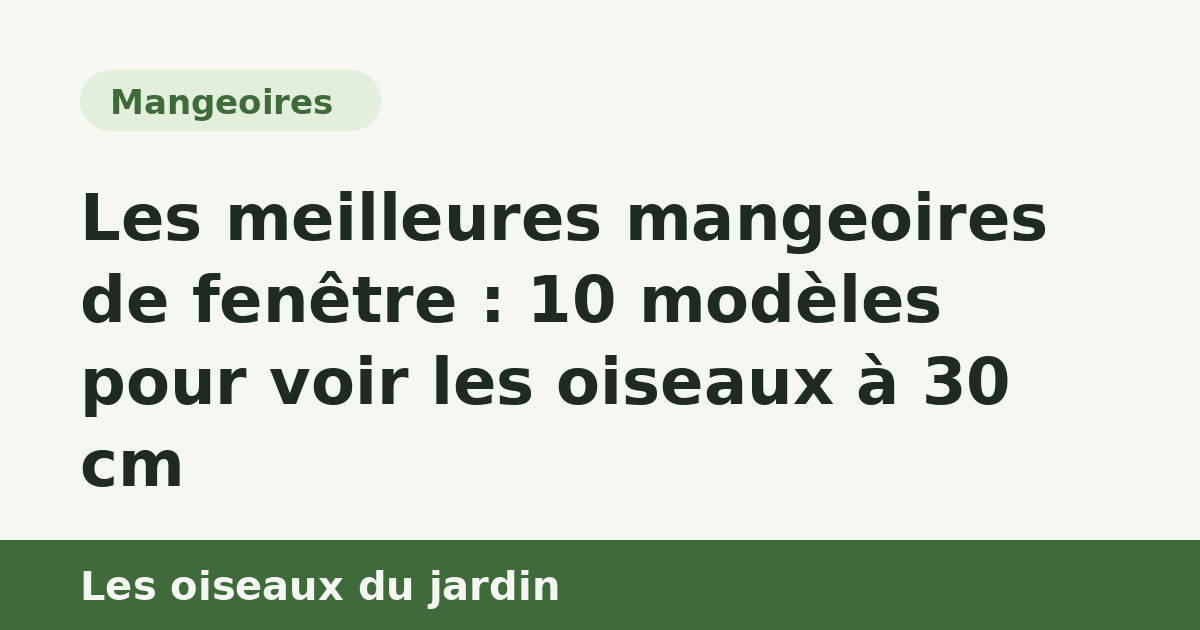 Mangeoires
Les meilleures mangeoires
de fenêtre : 10 modèles
pour voir les oiseaux à 30
cm
Les oiseaux du jardin